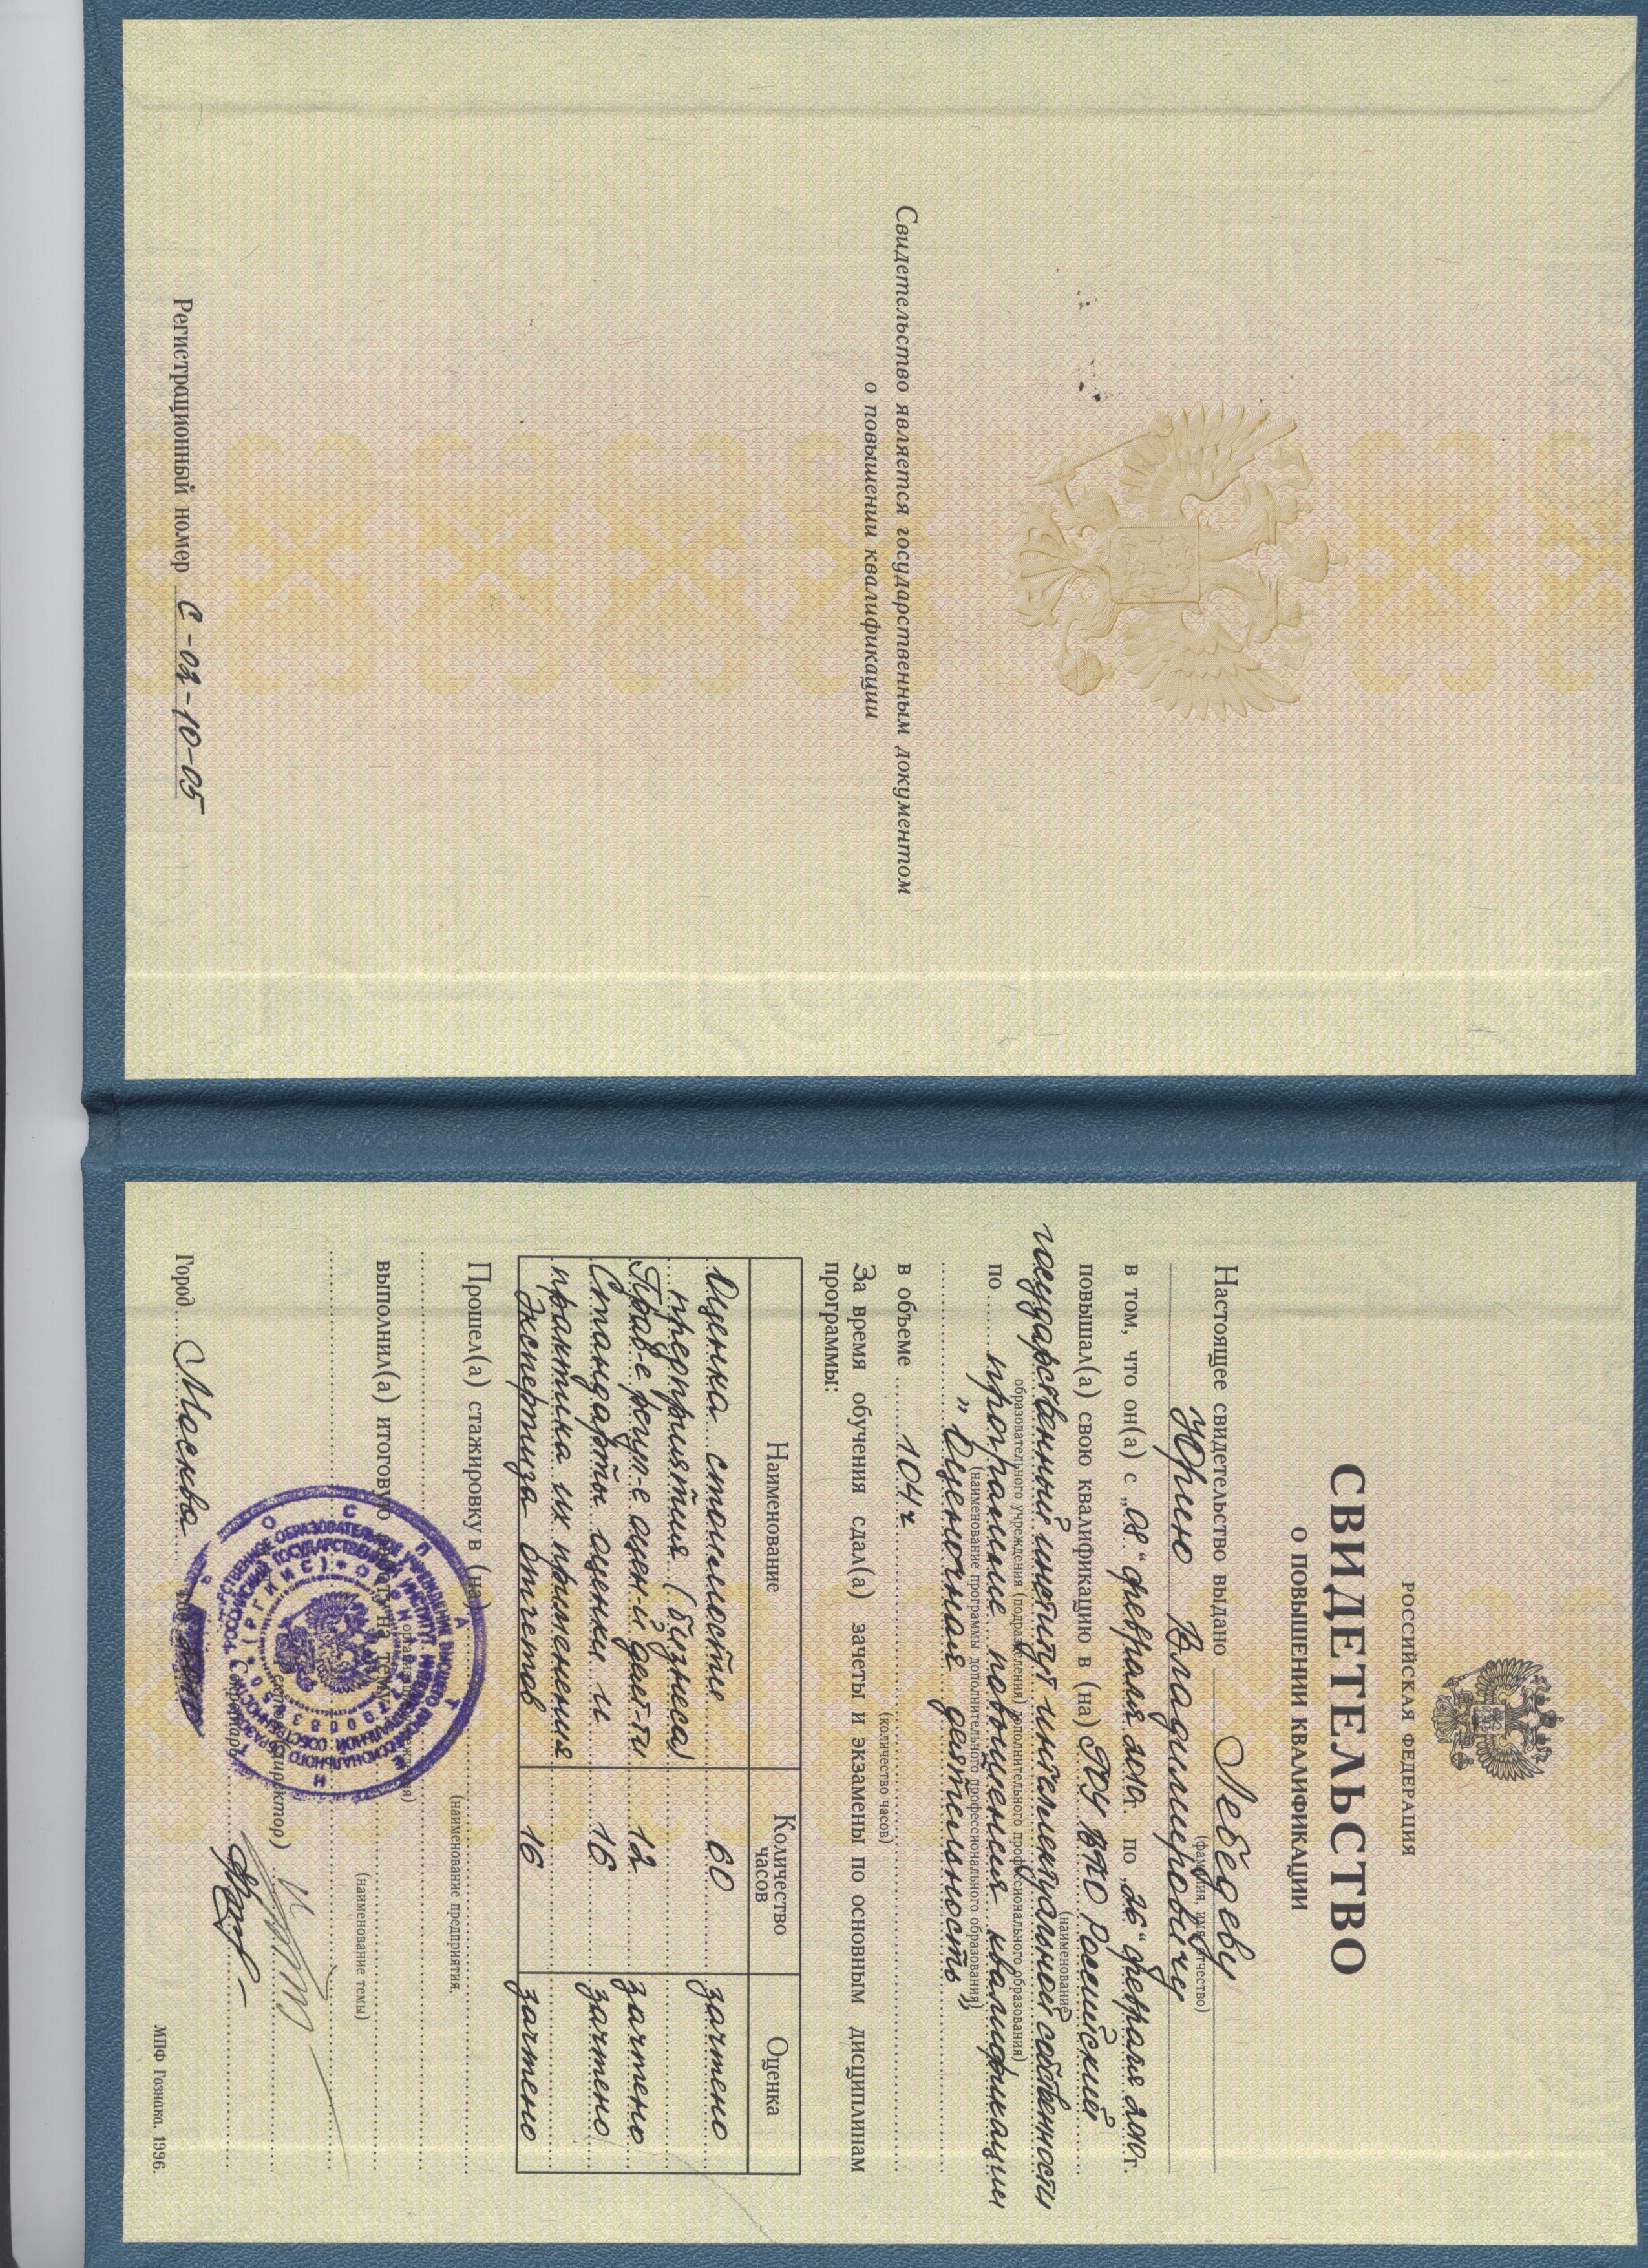 Свидетельство является государственным документом
о повышении квалификации
Регистрационный номер С-02-10-05
РОССИЙСКАЯ ФЕДЕРАЦИЯ
СВИДЕТЕЛЬСТВО
О ПОВЫШЕНИИ КВАЛИФИКАЦИИ
Настоящее свидетельство выдано Лебедеву
(фамилия, имя, отчество)
Юрию Владимировичу
в том, что он(а) с „08“ февраля 2010г. по „26“ февраля 2010г.
повышал(а) свою квалификацию в (на) ГОУ ВПО Российский
(наименование
государственный институт интеллектуальной собственности
образовательного учреждения (подразделения) дополнительного профессионального образования)
по программе повышения квалификации
(наименование программы дополнительного профессионального образования)
„Оценочная деятельность“
в объеме 104 ч
(количество часов)
За время обучения сдал(а) зачеты и экзамены по основным дисциплинам
программы:
Наименование Количество часов Оценка
Оценка стоимости 60 зачтено
предприятия (бизнеса)
Прав-е регул-е оцен-й деят-ти 12 зачтено
Стандарты оценки и 16 зачтено
практика их применения
Экспертиза отчетов 16 зачтено
Прошел(а) стажировку в (на)
(наименование предприятия,
организации, учреждения)
выполнил(а) итоговую работу на тему:
(наименование темы)
Ректор (директор)
Секретарь
Город Москва
МПФ Гознака. 1996.